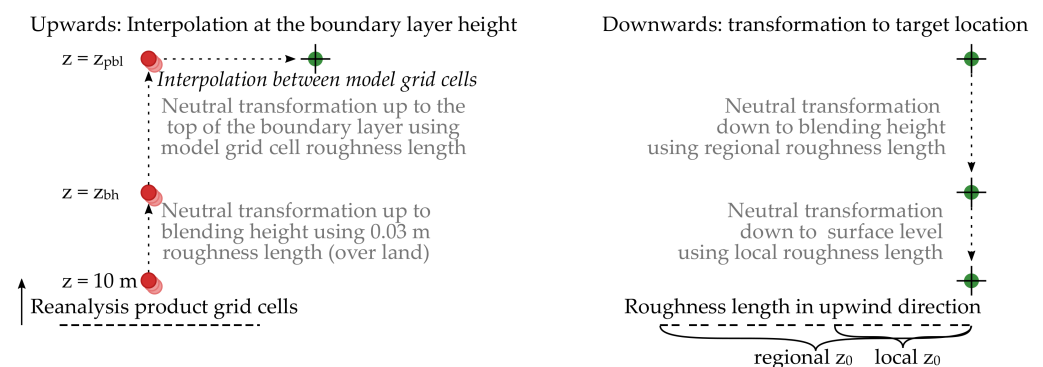 Upwards: Interpolation at the boundary layer height
z = zpbl
Interpolation between model grid cells
Neutral transformation up to the
top of the boundary layer using
model grid cell roughness length
z = zbh
Neutral transformation up to
blending height using 0.03 m
roughness length (over land)
z = 10 m
Reanalysis product grid cells
Downwards: transformation to target location
Neutral transformation
down to blending height
using regional roughness length
Neutral transformation
down to surface level
using local roughness length
Roughness length in upwind direction
regional z0 local z0